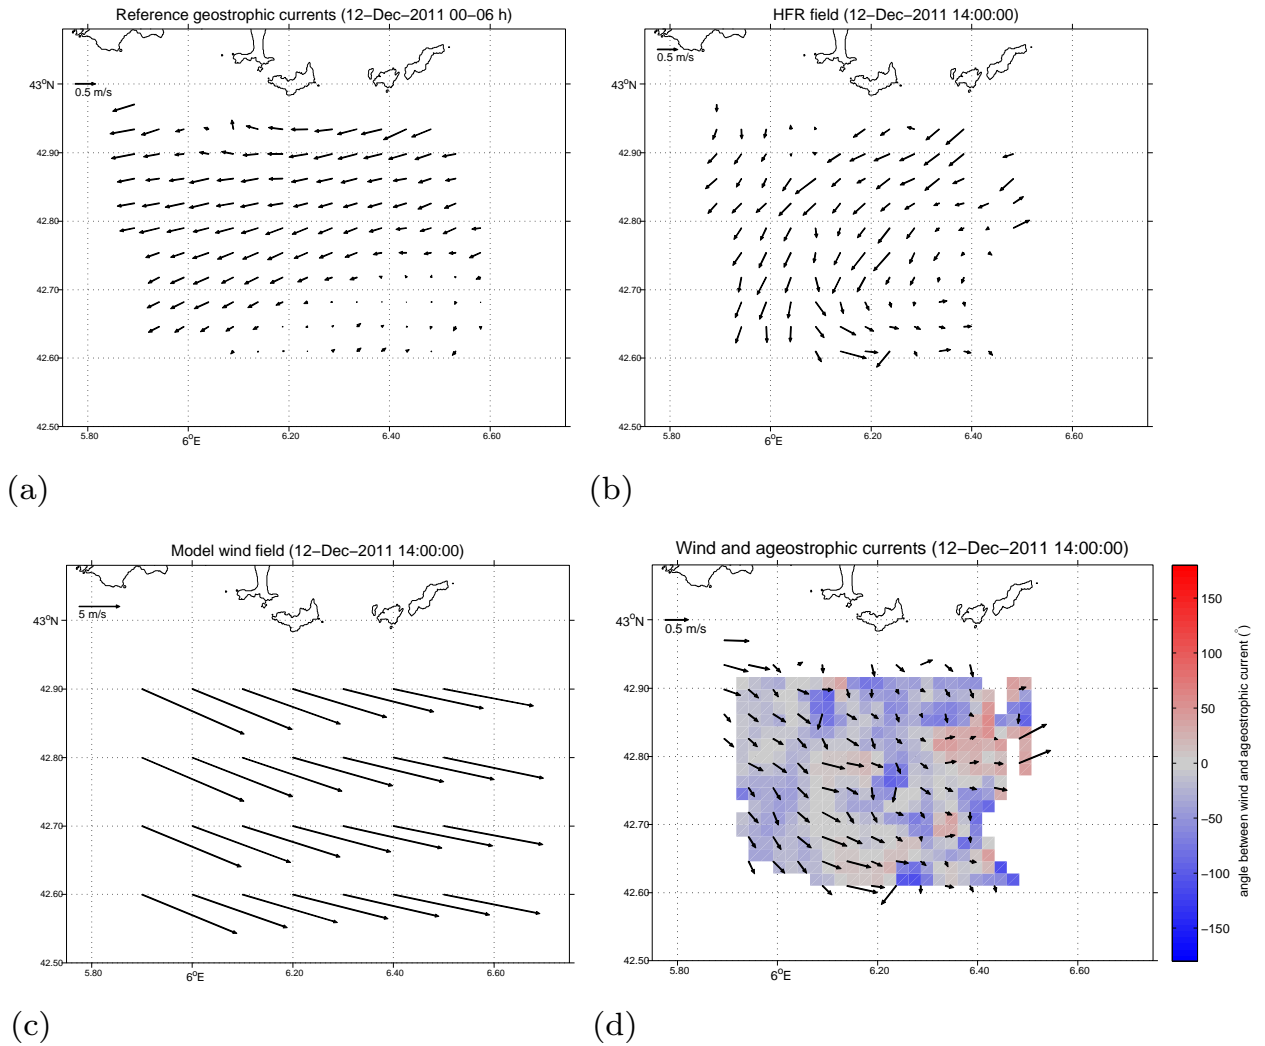 Reference geostrophic currents (12−Dec−2011 00−06 h)
43°N
0.5 m/s
42.90
42.80
42.70
42.60
42.50
5.80
6°E
6.20
6.40
6.60
(a)
HFR field (12−Dec−2011 14:00:00)
0.5 m/s
43°N
42.90
42.80
42.70
42.60
42.50
5.80
6°E
6.20
6.40
6.60
(b)
Model wind field (12−Dec−2011 14:00:00)
5 m/s
43°N
42.90
42.80
42.70
42.60
42.50
5.80
6°E
6.20
6.40
6.60
(c)
Wind and ageostrophic currents (12−Dec−2011 14:00:00)
43°N
0.5 m/s
42.90
42.80
42.70
42.60
42.50
5.80
6°E
6.20
6.40
6.60
150
100
50
0
−50
−100
−150
angle between wind and ageostrophic current (°)
(d)